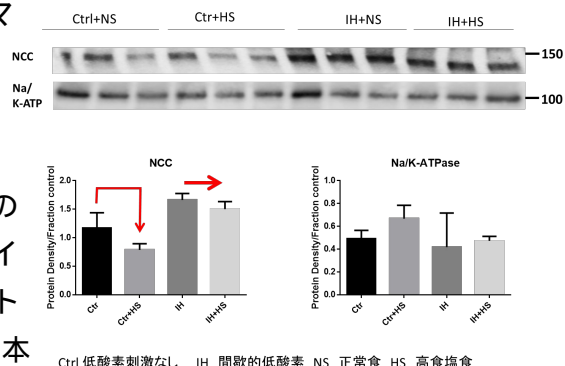 マ
Ctrl+NS Ctr+HS IH+NS IH+HS
NCC
150
Na/
K-ATP
100
の
イ
ト
本
NCC
Protein Density/Fraction control
2.0
1.5
1.0
0.5
0.0
Ctr Ctr+HS IH IH+HS
Na/K-ATPase
Protein Density/Fraction control
1.0
0.8
0.6
0.4
0.2
0.0
Ctr Ctr+HS IH IH+HS
Ctrl 低酸素刺激なし IH 間歇的低酸素 NS 正常食 HS 高食塩食